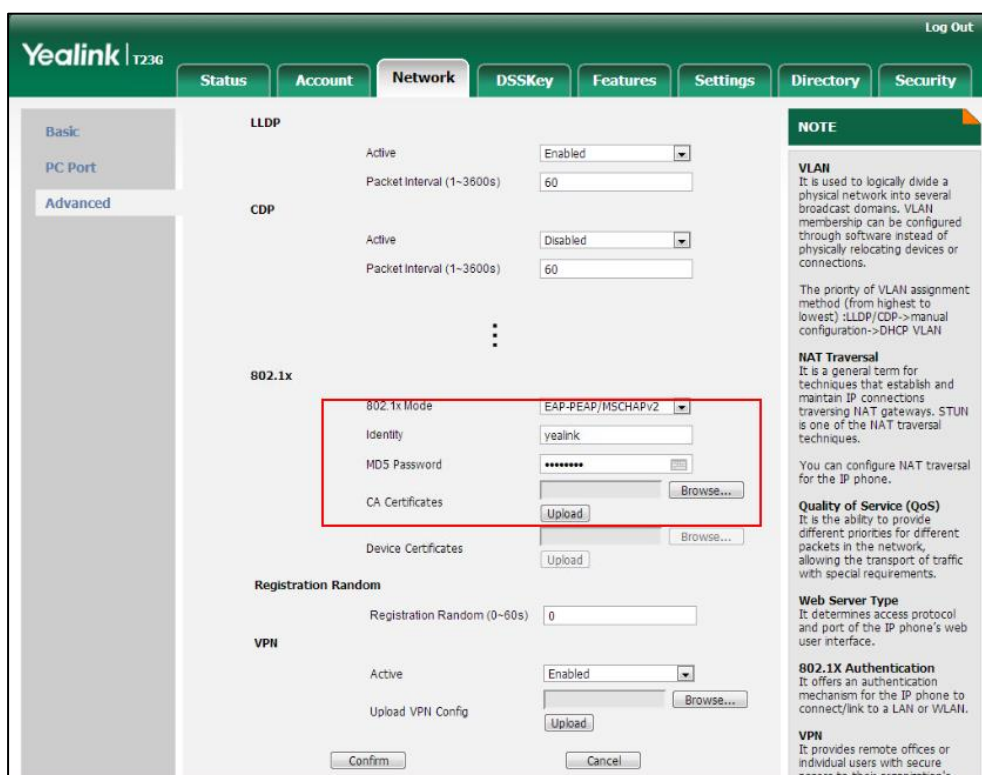 Log Out
Yealink | T23G
Status Account Network DSSKey Features Settings Directory Security
Basic
PC Port
Advanced
LLDP
Active Enabled
Packet Interval (1~3600s) 60
CDP
Active Disabled
Packet Interval (1~3600s) 60
802.1x
802.1x Mode EAP-PEAP/MSCHAPv2
Identity yealink
MD5 Password ••••••••
CA Certificates Browse...
Upload
Device Certificates Browse...
Upload
Registration Random
Registration Random (0~60s) 0
VPN
Active Enabled
Upload VPN Config Browse...
Upload
Confirm Cancel
NOTE
VLAN
It is used to logically divide a
physical network into several
broadcast domains. VLAN
membership can be configured
through software instead of
physically relocating devices or
connections.
The priority of VLAN assignment
method (from highest to
lowest) :LLDP/CDP->manual
configuration->DHCP VLAN
NAT Traversal
It is a general term for
techniques that establish and
maintain IP connections
traversing NAT gateways. STUN
is one of the NAT traversal
techniques.
You can configure NAT traversal
for the IP phone.
Quality of Service (QoS)
It is the ability to provide
different priorities for different
packets in the network,
allowing the transport of traffic
with special requirements.
Web Server Type
It determines access protocol
and port of the IP phone's web
user interface.
802.1X Authentication
It offers an authentication
mechanism for the IP phone to
connect/link to a LAN or WLAN.
VPN
It provides remote offices or
individual users with secure